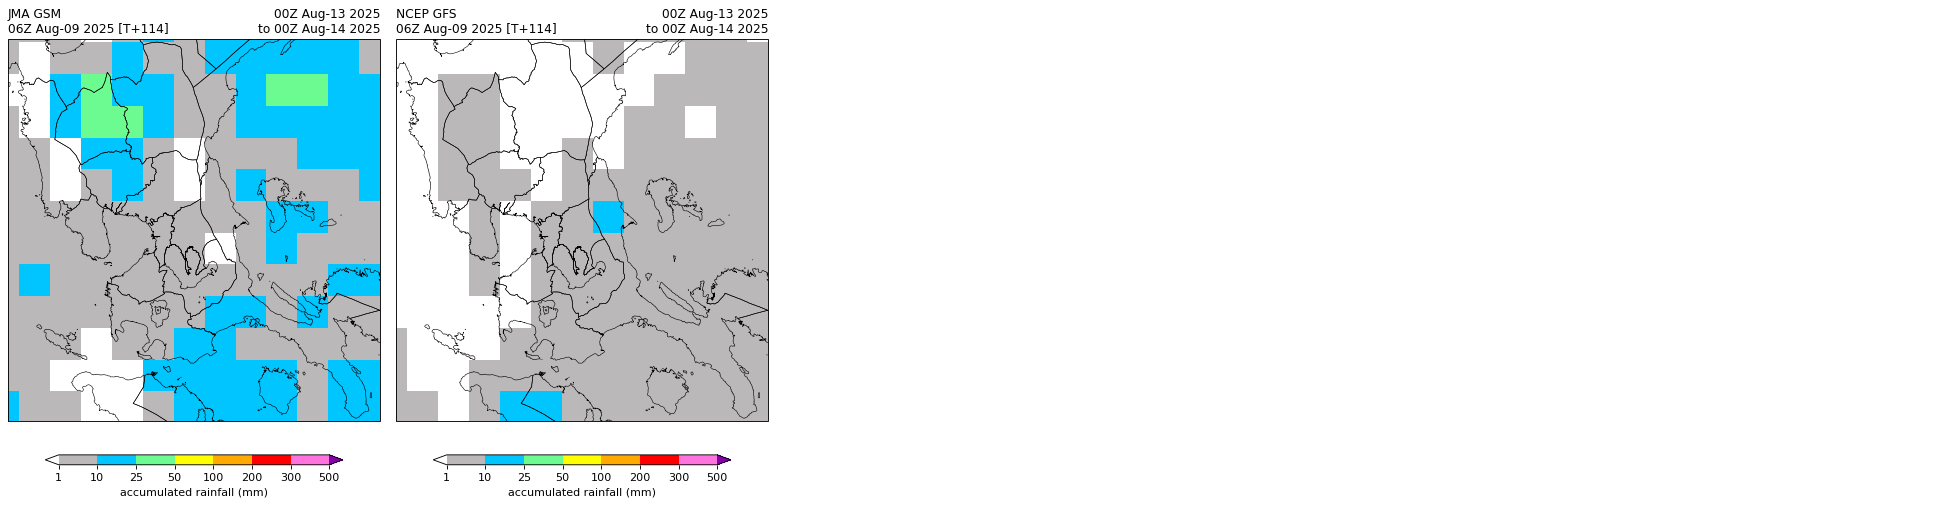 JMA GSM
00Z Aug-13 2025
06Z Aug-09 2025 [T+114]
to 00Z Aug-14 2025
NCEP GFS
00Z Aug-13 2025
06Z Aug-09 2025 [T+114]
to 00Z Aug-14 2025
1 10 25 50 100 200 300 500
accumulated rainfall (mm)
1 10 25 50 100 200 300 500
accumulated rainfall (mm)